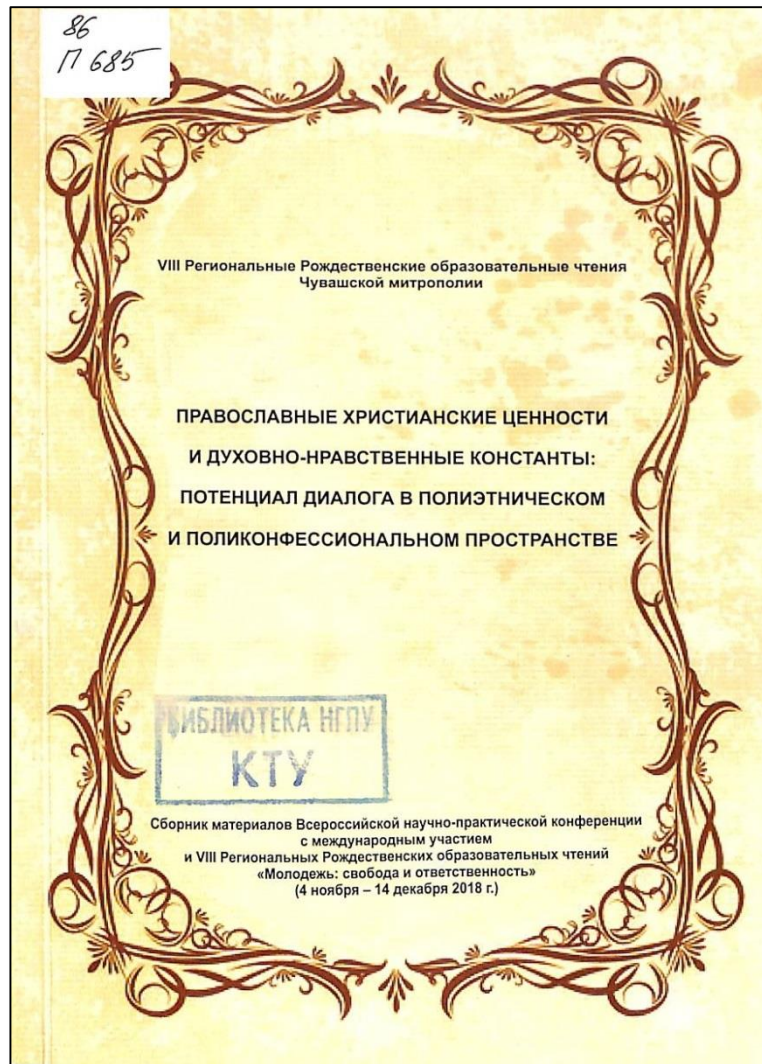 86
П 685
VIII Региональные Рождественские образовательные чтения
Чувашской митрополии
ПРАВОСЛАВНЫЕ ХРИСТИАНСКИЕ ЦЕННОСТИ
И ДУХОВНО-НРАВСТВЕННЫЕ КОНСТАНТЫ:
ПОТЕНЦИАЛ ДИАЛОГА В ПОЛИЭТНИЧЕСКОМ
И ПОЛИКОНФЕССИОНАЛЬНОМ ПРОСТРАНСТВЕ
БИБЛИОТЕКА НГПУ
КТУ
Сборник материалов Всероссийской научно-практической конференции
с международным участием
и VIII Региональных Рождественских образовательных чтений
«Молодежь: свобода и ответственность»
(4 ноября – 14 декабря 2018 г.)